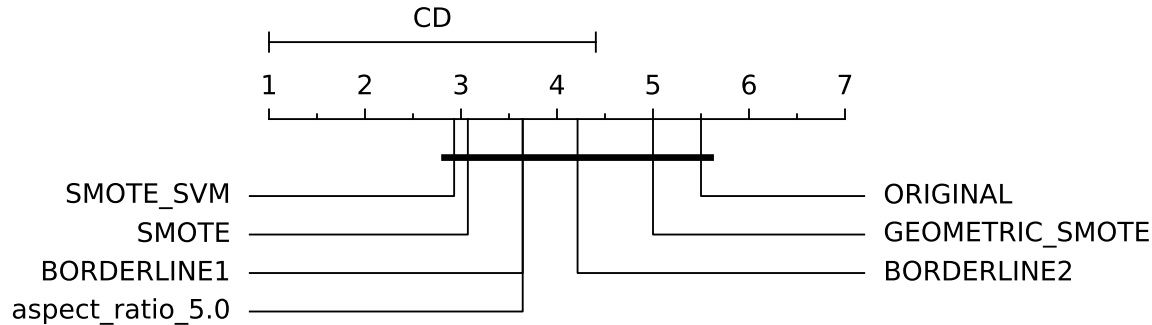 CD
1 2 3 4 5 6 7
SMOTE_SVM ORIGINAL
SMOTE GEOMETRIC_SMOTE
BORDERLINE1 BORDERLINE2
aspect_ratio_5.0